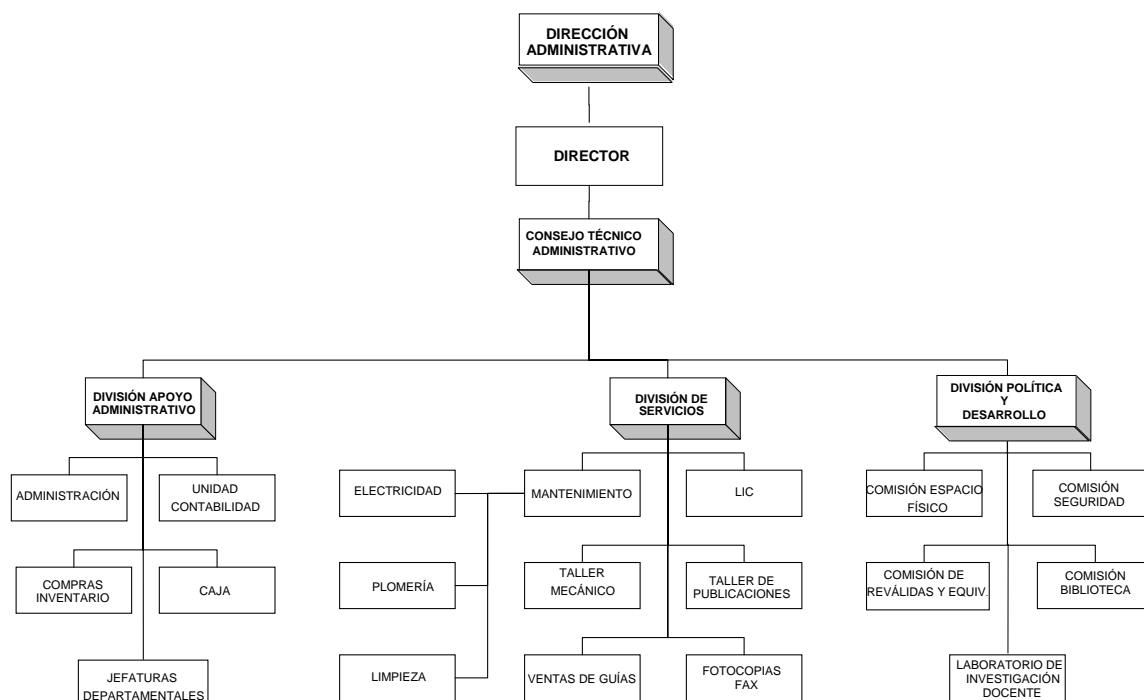 DIRECCIÓN
ADMINISTRATIVA
DIRECTOR
CONSEJO TÉCNICO
ADMINISTRATIVO
DIVISIÓN APOYO
ADMINISTRATIVO
DIVISIÓN DE
SERVICIOS
DIVISIÓN POLÍTICA
Y
DESARROLLO
ADMINISTRACIÓN
UNIDAD
CONTABILIDAD
ELECTRICIDAD
MANTENIMIENTO
LIC
COMISIÓN ESPACIO
FÍSICO
COMISIÓN
SEGURIDAD
COMPRAS
INVENTARIO
CAJA
PLOMERÍA
TALLER
MECÁNICO
TALLER DE
PUBLICACIONES
COMISIÓN DE
REVÁLIDAS Y EQUIV.
COMISIÓN
BIBLIOTECA
JEFATURAS
DEPARTAMENTALES
LIMPIEZA
VENTAS DE GUÍAS
FOTOCOPIAS
FAX
LABORATORIO DE
INVESTIGACIÓN
DOCENTE